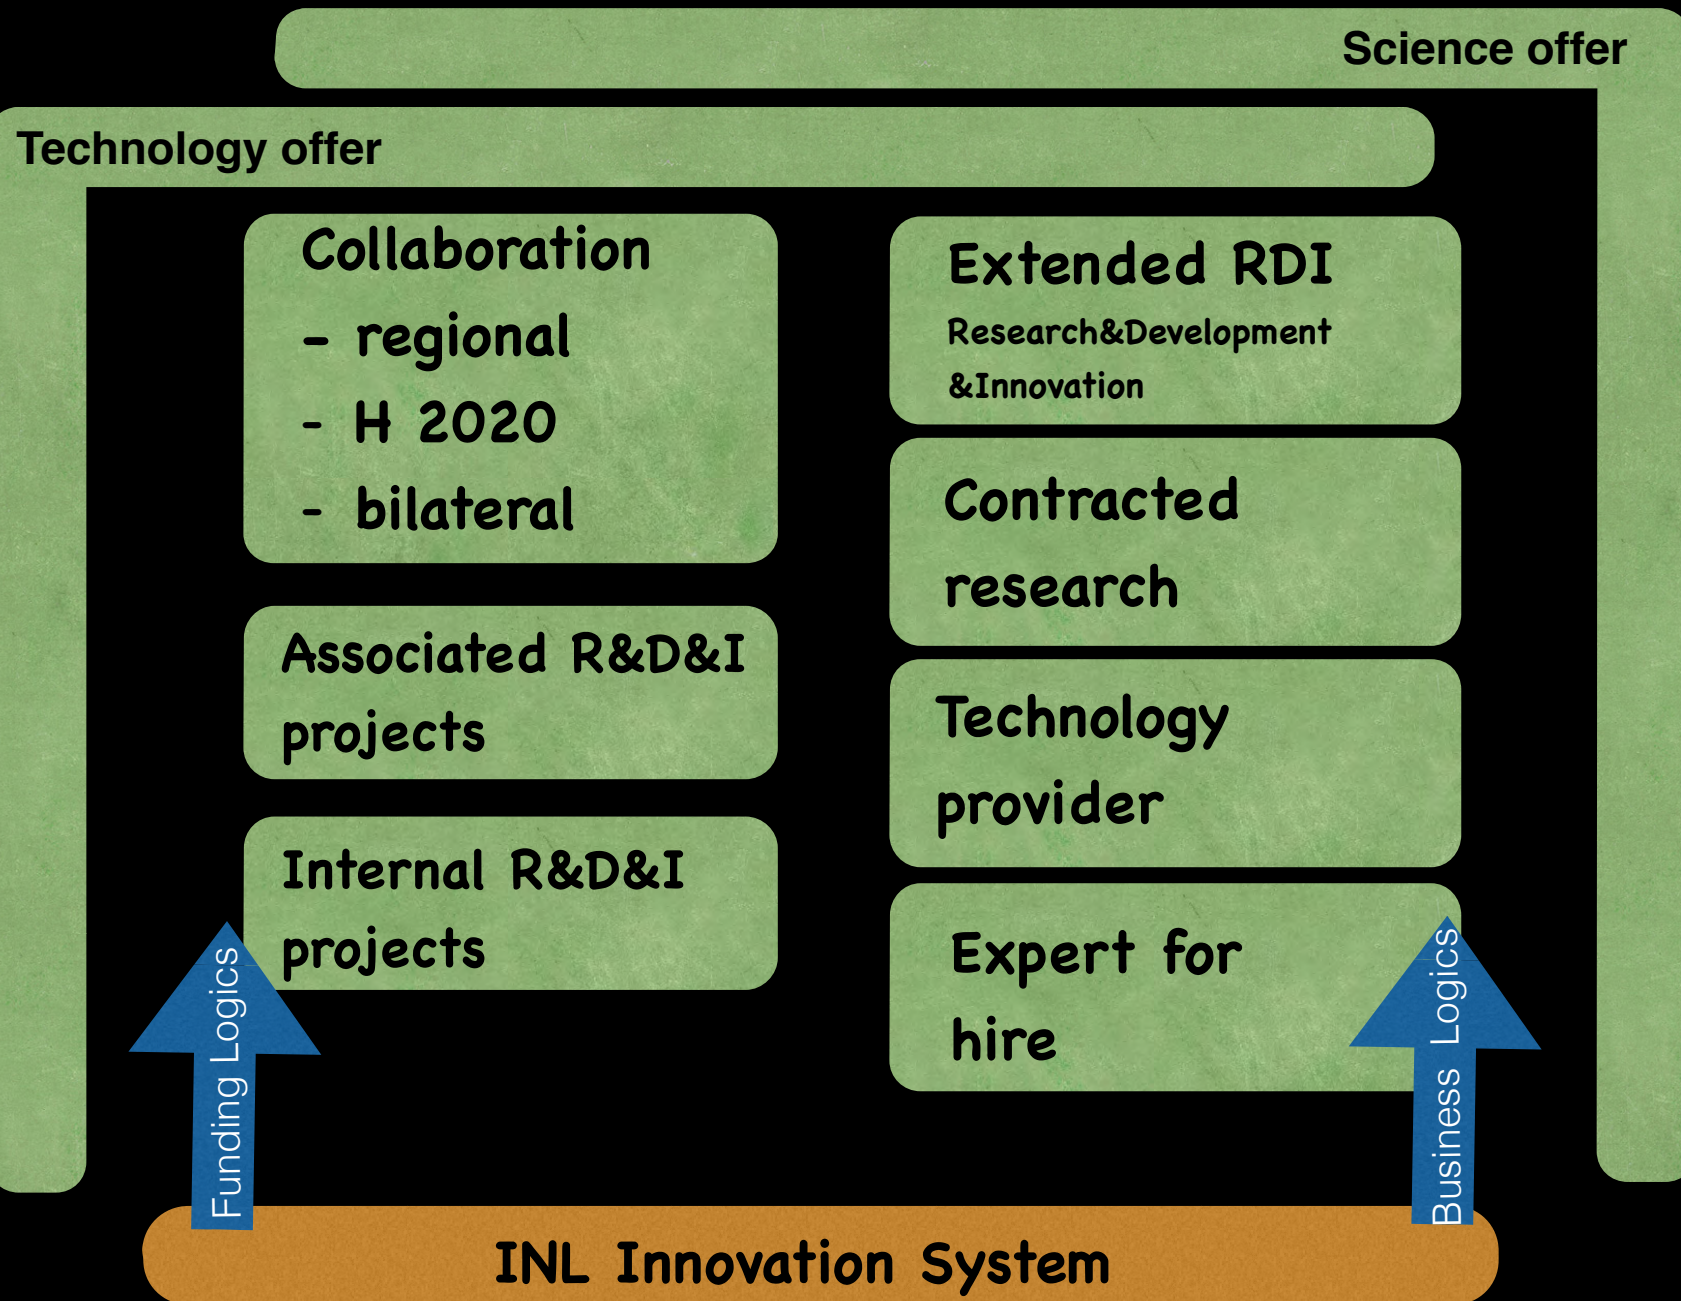 Science offer
Technology offer
Collaboration
- regional
- H 2020
- bilateral
Associated R&D&I
projects
Internal R&D&I
projects
Extended RDI
Research&Development
&Innovation
Contracted
research
Technology
provider
Expert for
hire
Funding Logics
Business Logics
INL Innovation System